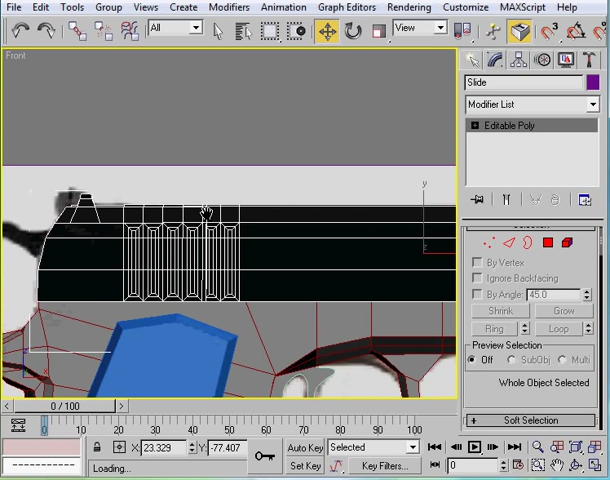 File Edit Tools Group Views Create Modifiers Animation Graph Editors Rendering Customize MAXScript Help
All View 3
Front
Slide
Modifier List
Editable Poly
Selection
By Vertex
Ignore Backfacing
By Angle: 45.0
Shrink Grow
Ring Loop
Preview Selection
Off SubObj Multi
Whole Object Selected
+ Soft Selection
y
z
z
x
< 0 / 100 >
0 10 20 30 40 50 60 70 80 90 100
X: 23.329 Y: -77.407 Auto Key Selected
Loading... Set Key Key Filters... 0